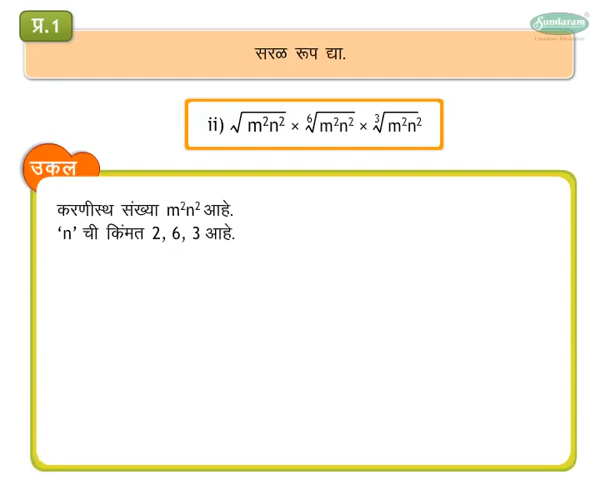 प्र.1
Sundaram
सरळ रूप द्या.
ii) √m²n² × ⁶√m²n² × ³√m²n²
उकल
करणीस्थ संख्या m²n² आहे.
‘n’ ची किंमत 2, 6, 3 आहे.